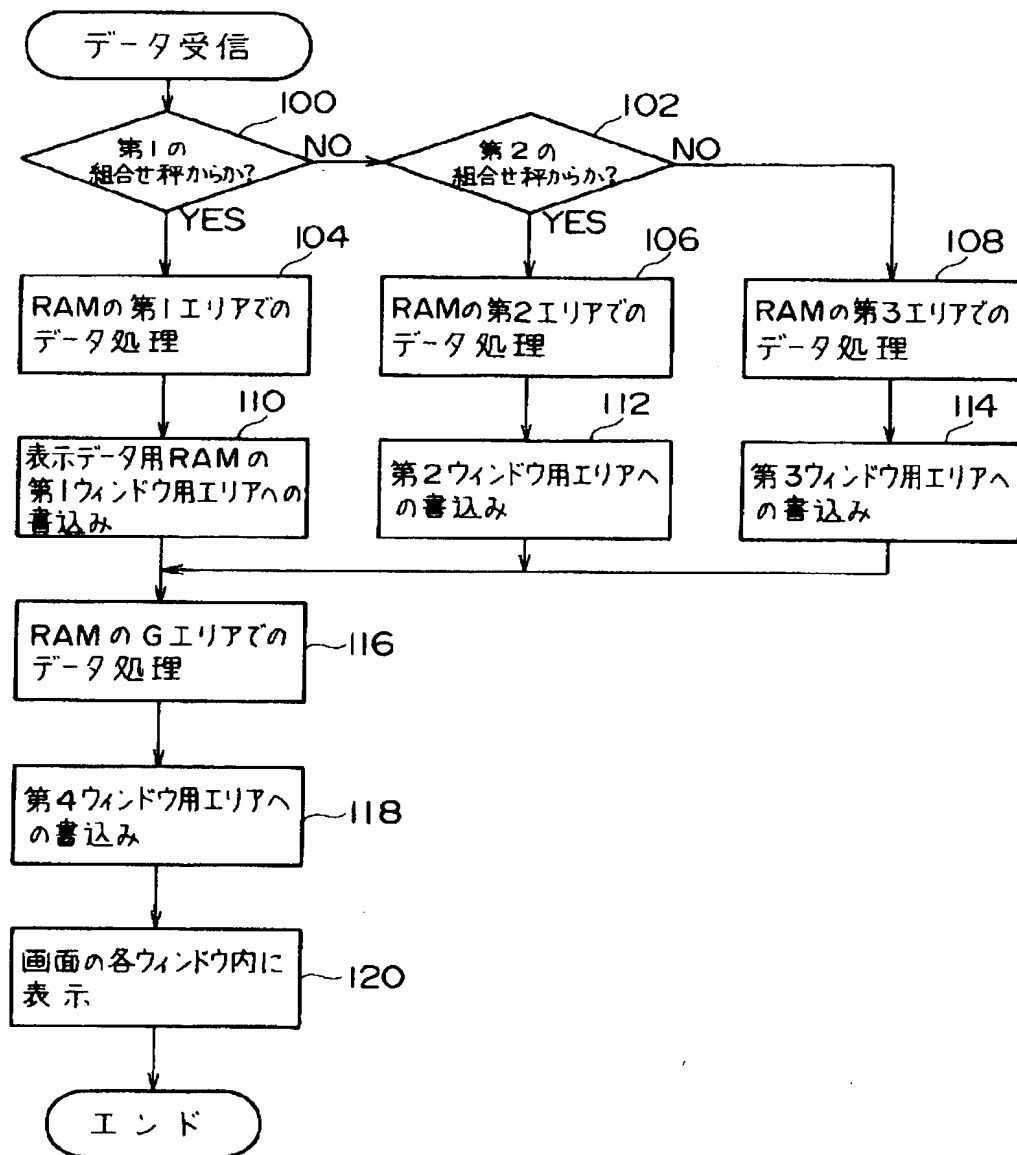 データ受信
100
第1の
組合せ秤からか?
NO
YES
102
第2の
組合せ秤からか?
NO
YES
104
RAMの第1エリアでの
データ処理
106
RAMの第2エリアでの
データ処理
108
RAMの第3エリアでの
データ処理
110
表示データ用RAMの
第1ウィンドウ用エリアへの
書込み
112
第2ウィンドウ用エリアへ
の書込み
114
第3ウィンドウ用エリアへ
の書込み
RAMのGエリアでの
データ処理
116
第4ウィンドウ用エリアへ
の書込み
118
画面の各ウィンドウ内に
表示
120
エンド